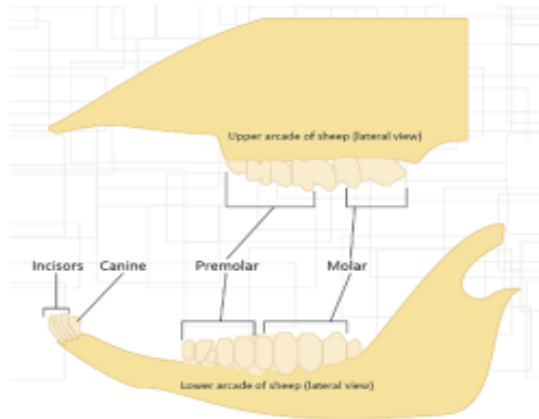 Upper arcade of sheep (lateral view)
Incisors Canine Premolar Molar
Lower arcade of sheep (lateral view)